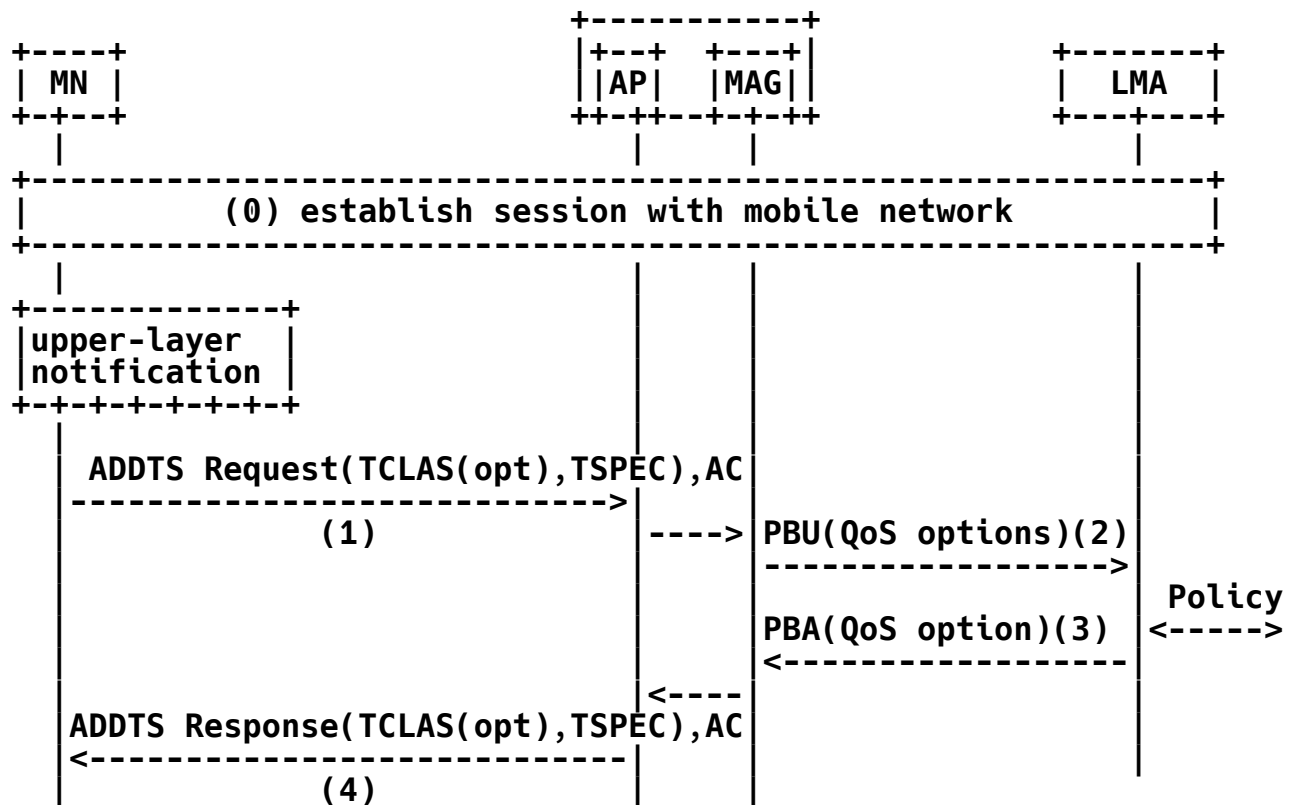 MN
AP
MAG
LMA
(0) establish session with mobile network
upper-layer
notification
ADDTS Request(TCLAS(opt),TSPEC),AC
(1)
PBU(QoS options)(2)
Policy
PBA(QoS option)(3)
ADDTS Response(TCLAS(opt),TSPEC),AC
(4)